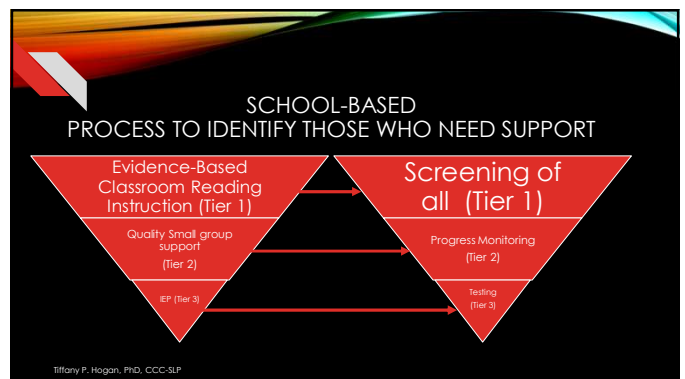 SCHOOL-BASED
PROCESS TO IDENTIFY THOSE WHO NEED SUPPORT
Evidence-Based
Classroom Reading
Instruction (Tier 1)
Quality Small group
support
(Tier 2)
IEP (Tier 3)
Screening of
all (Tier 1)
Progress Monitoring
(Tier 2)
Testing
(Tier 3)
Tiffany P. Hogan, PhD, CCC-SLP